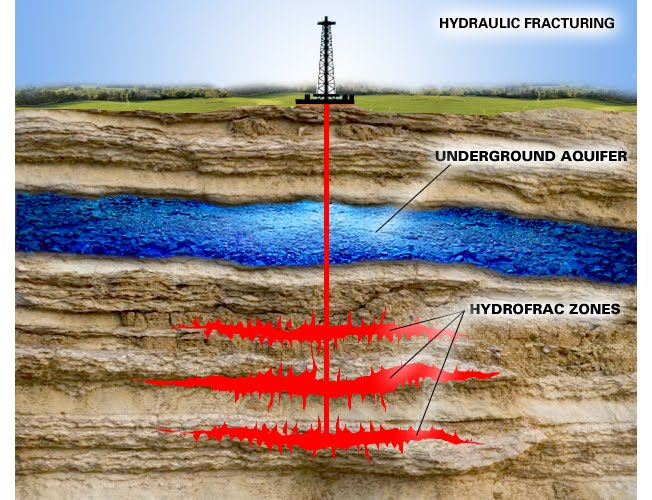 HYDRAULIC FRACTURING
UNDERGROUND AQUIFER
HYDROFRAC ZONES